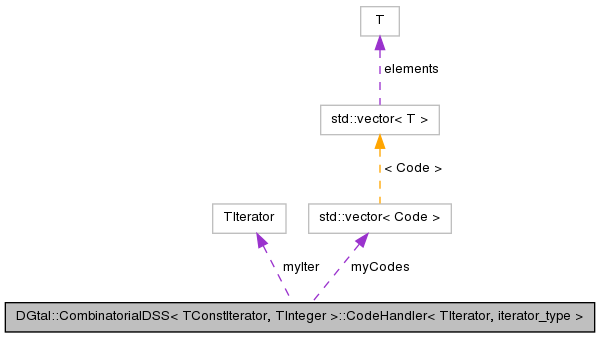 T
elements
std::vector< T >
< Code >
TIterator
std::vector< Code >
myIter
myCodes
DGtal::CombinatorialDSS< TConstIterator, TInteger >::CodeHandler< TIterator, iterator_type >